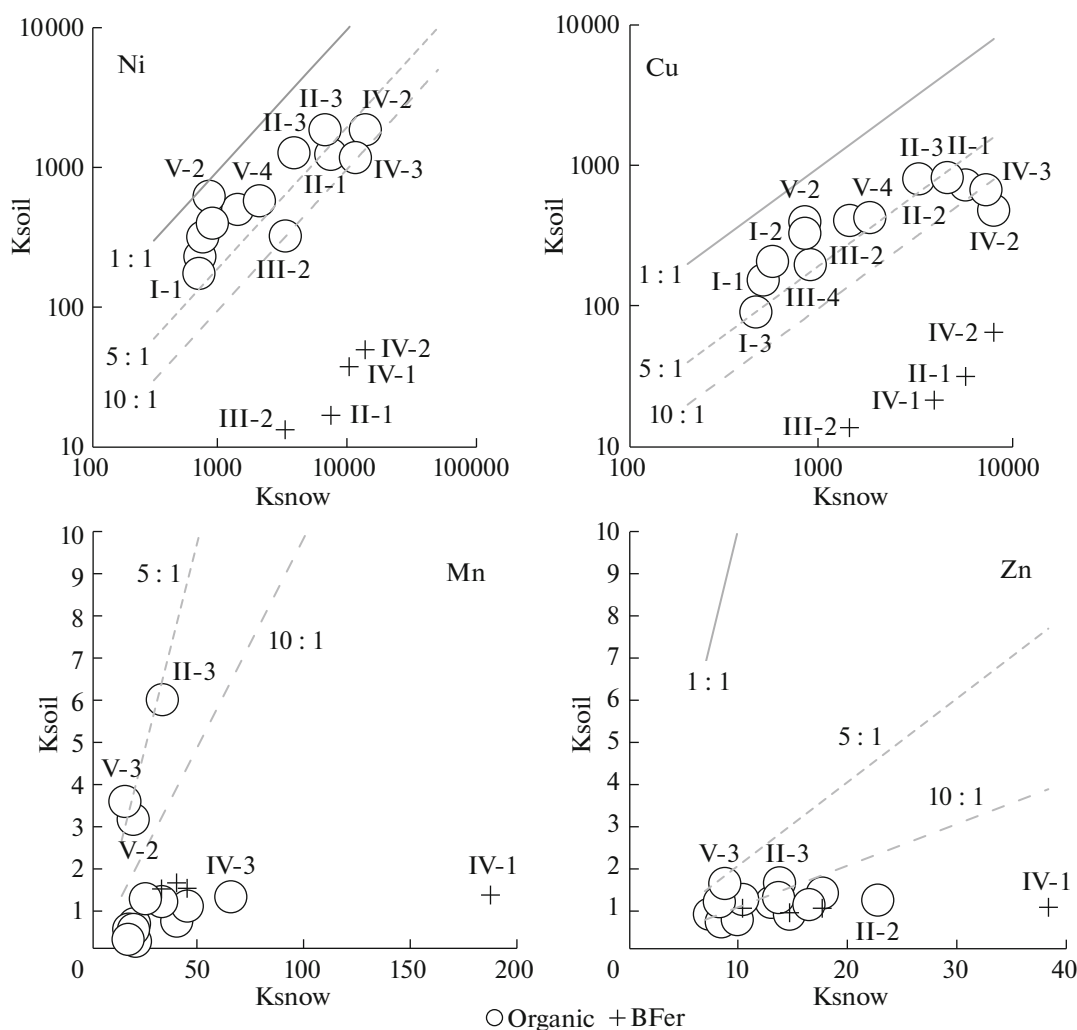 10000
Ni
II-3
IV-2
II-3
V-2
V-4
1000
Ksoil
II-1
IV-3
1 : 1
III-2
I-1
100
5 : 1
IV-2
IV-1
10 : 1
III-2
II-1
10
100
1000
10000
100000
Ksnow
10000
Cu
II-3
II-1
1000
V-2
V-4
IV-3
Ksoil
I-2
II-2
IV-2
1 : 1
III-2
I-1
III-4
100
I-3
IV-2
5 : 1
II-1
10 : 1
IV-1
III-2
10
100
1000
10000
Ksnow
10
Mn
9
5 : 1
8
7
10 : 1
II-3
6
Ksoil
5
4
V-3
3
2
V-2
IV-3
IV-1
1
0
50
100
150
200
Ksnow
10
Zn
9
8
7
1 : 1
6
Ksoil
5
5 : 1
4
10 : 1
3
2
V-3
II-3
IV-1
1
II-2
0
10
20
30
40
Ksnow
Organic
BFer